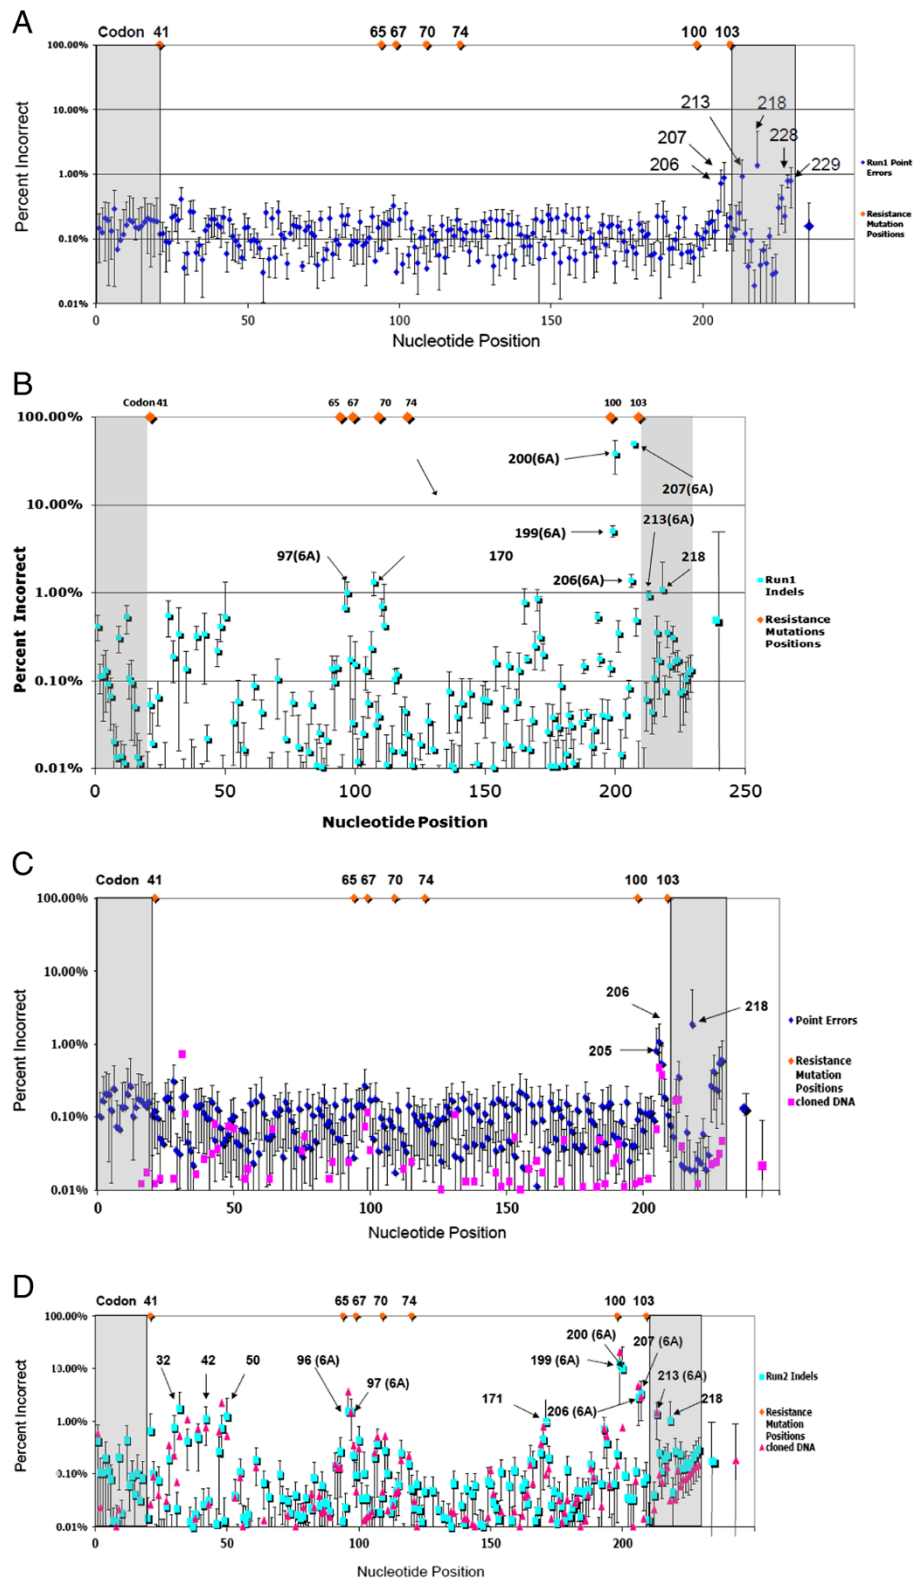 A
Codon 41 65 67 70 74 100 103
100.00%
10.00%
1.00%
0.10%
0.01%
Percent Incorrect
213 218
207 228
206 229
Run1 Point
Errors
Resistance
Mutation
Positions
0 50 100 150 200
Nucleotide Position
B
Codon 41 65 67 70 74 100 103
100.00%
10.00%
1.00%
0.10%
0.01%
Percent Incorrect
200(6A)
207(6A)
199(6A) 213(6A)
97(6A) 170 218
206(6A)
Run1
Indels
Resistance
Mutations
Positions
0 50 100 150 200 250
Nucleotide Position
C
Codon 41 65 67 70 74 100 103
100.00%
10.00%
1.00%
0.10%
0.01%
Percent Incorrect
206
218
205
Point Errors
Resistance
Mutation
Positions
cloned DNA
0 50 100 150 200
Nucleotide Position
D
Codon 41 65 67 70 74 100 103
100.00%
10.00%
1.00%
0.10%
0.01%
Percent Incorrect
200 (6A) 207 (6A)
32 42 50 96 (6A) 199 (6A)
97 (6A) 213 (6A)
171 206 (6A) 218
Run2 Indels
Resistance
Mutation
Positions
cloned DNA
0 50 100 150 200
Nucleotide Position